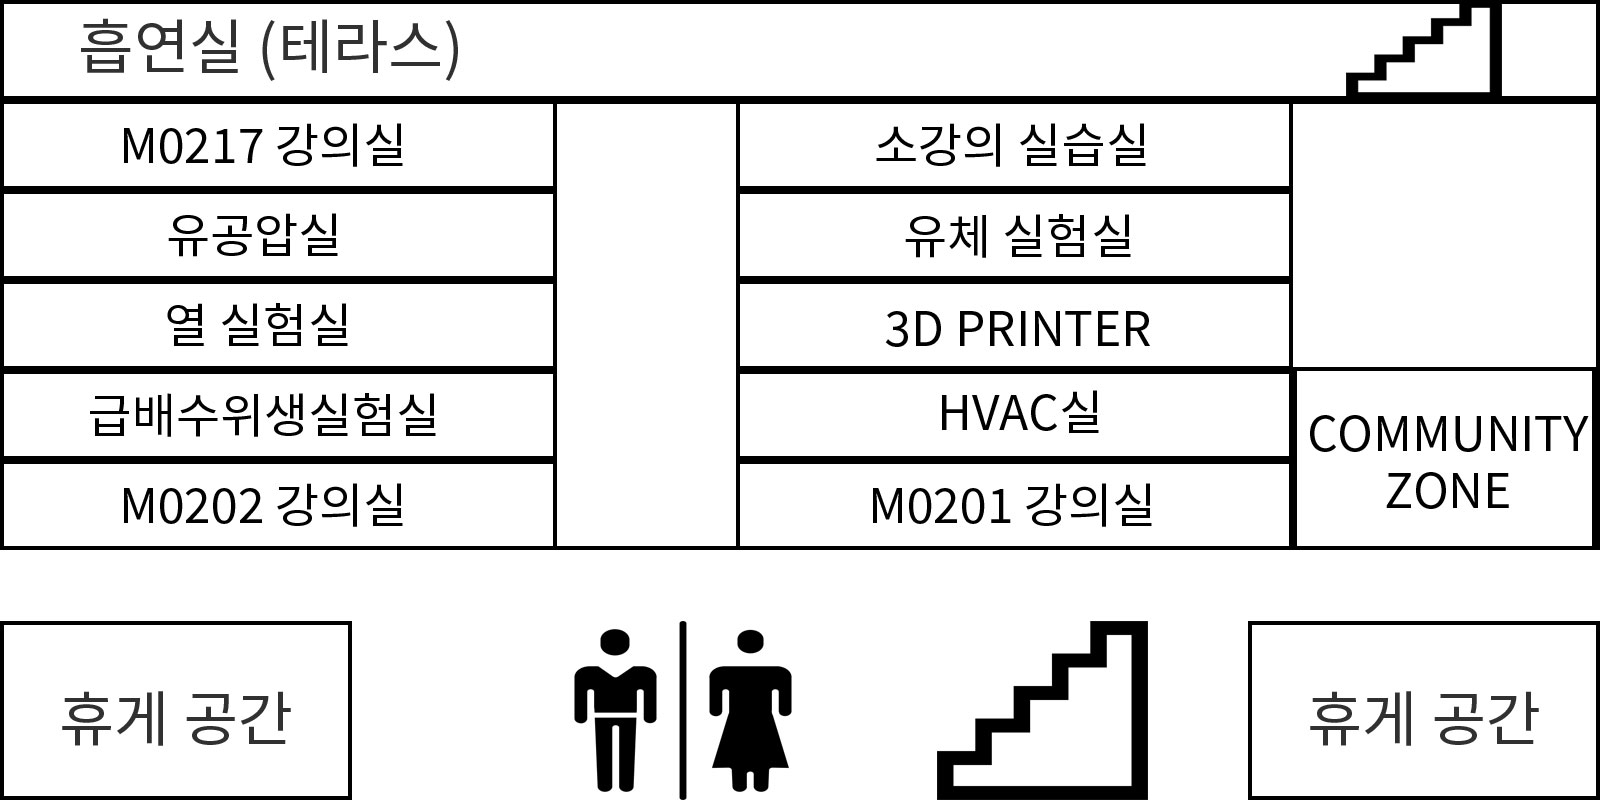 흡연실 (테라스)
M0217 강의실
소강의 실습실
유공압실
유체 실험실
열 실험실
3D PRINTER
급배수위생실험실
HVAC실
COMMUNITY
ZONE
M0202 강의실
M0201 강의실
휴게 공간
휴게 공간